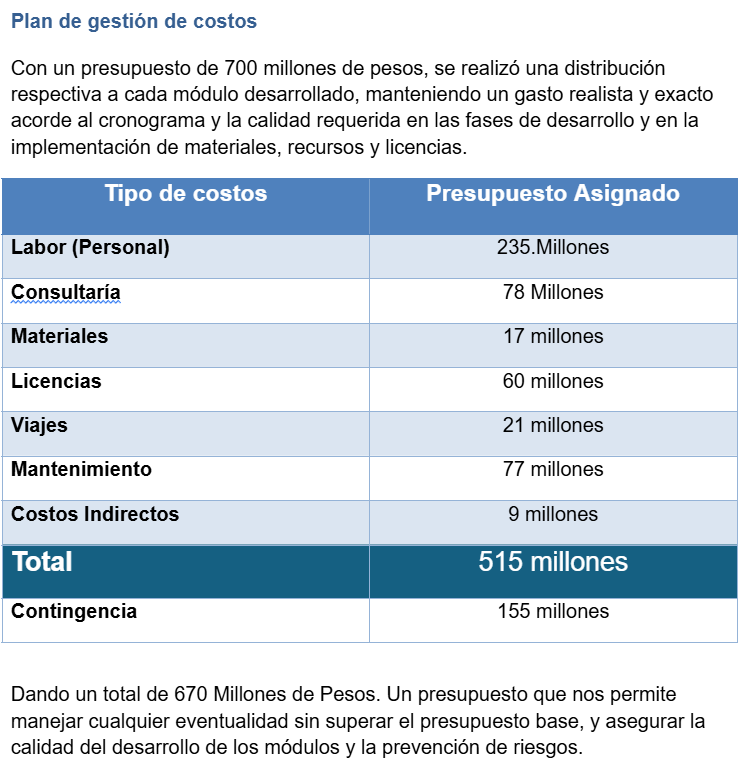 Plan de gestión de costos
Con un presupuesto de 700 millones de pesos, se realizó una distribución
respectiva a cada módulo desarrollado, manteniendo un gasto realista y exacto
acorde al cronograma y la calidad requerida en las fases de desarrollo y en la
implementación de materiales, recursos y licencias.
Tipo de costos Presupuesto Asignado
Labor (Personal) 235.Millones
Consultaría 78 Millones
Materiales 17 millones
Licencias 60 millones
Viajes 21 millones
Mantenimiento 77 millones
Costos Indirectos 9 millones
Total 515 millones
Contingencia 155 millones
Dando un total de 670 Millones de Pesos. Un presupuesto que nos permite
manejar cualquier eventualidad sin superar el presupuesto base, y asegurar la
calidad del desarrollo de los módulos y la prevención de riesgos.